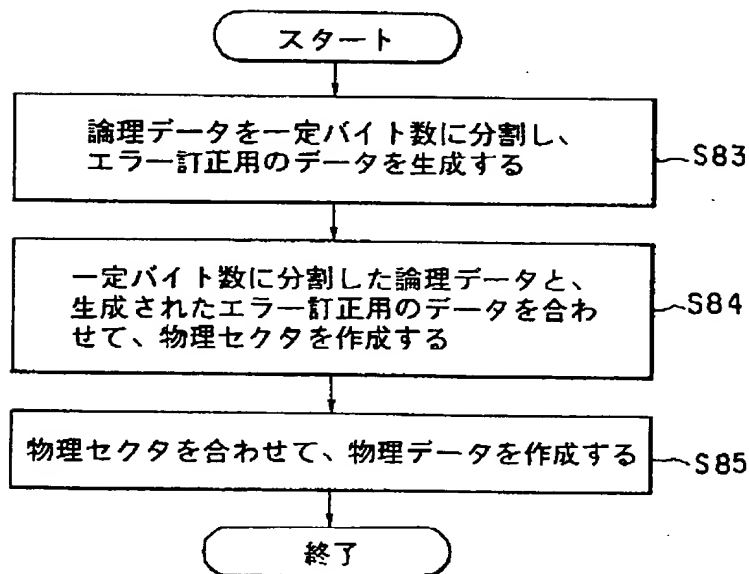 スタート
論理データを一定バイト数に分割し、
エラー訂正用のデータを生成する
S83
一定バイト数に分割した論理データと、
生成されたエラー訂正用のデータを合わ
せて、物理セクタを作成する
S84
物理セクタを合わせて、物理データを作成する
S85
終了